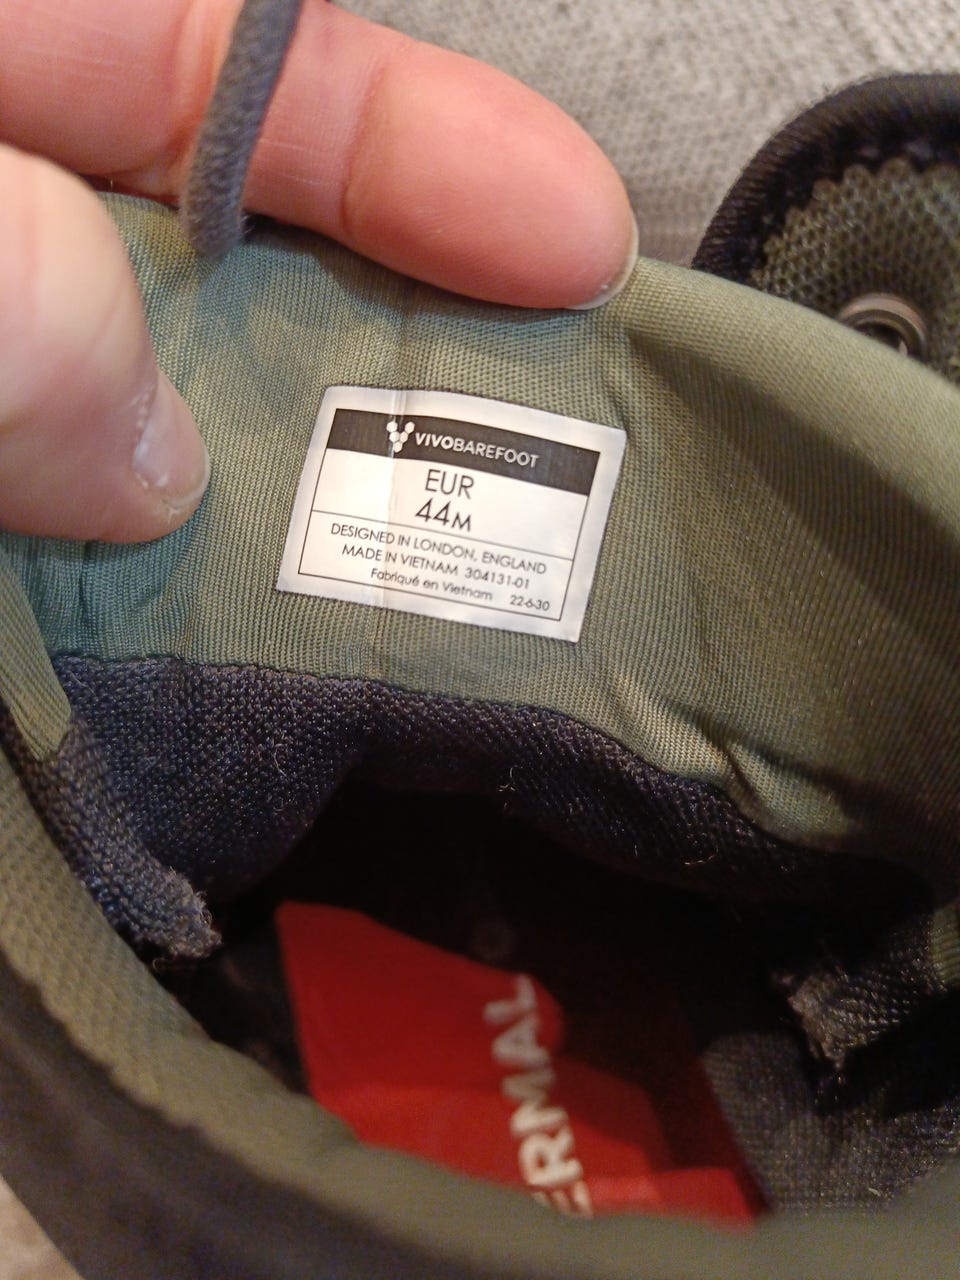 VIVOBAREFOOT
EUR
44M
DESIGNED IN LONDON, ENGLAND
MADE IN VIETNAM 304131-01
Fabriqué en Vietnam 22-6-30
ERMAL